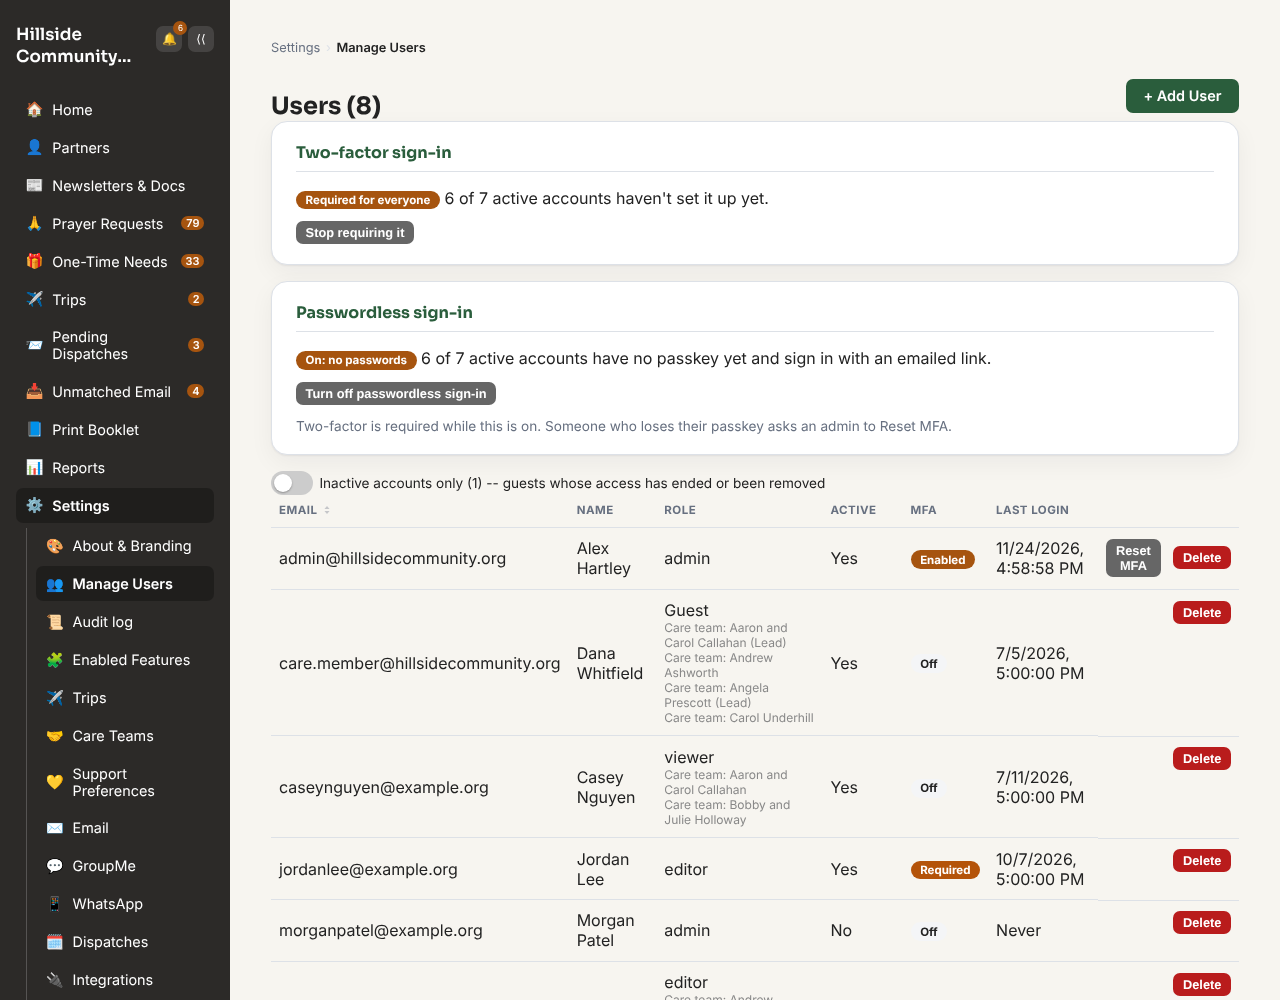 Hillside
Community...
6
⟨⟨
Home
Partners
Newsletters & Docs
Prayer Requests 79
One-Time Needs 33
Trips 2
Pending
Dispatches 3
Unmatched Email 4
Print Booklet
Reports
Settings
About & Branding
Manage Users
Audit log
Enabled Features
Trips
Care Teams
Support
Preferences
Email
GroupMe
WhatsApp
Dispatches
Integrations
Settings › Manage Users
Users (8)
+ Add User
Two-factor sign-in
Required for everyone 6 of 7 active accounts haven't set it up yet.
Stop requiring it
Passwordless sign-in
On: no passwords 6 of 7 active accounts have no passkey yet and sign in with an emailed link.
Turn off passwordless sign-in
Two-factor is required while this is on. Someone who loses their passkey asks an admin to Reset MFA.
Inactive accounts only (1) -- guests whose access has ended or been removed
EMAIL NAME ROLE ACTIVE MFA LAST LOGIN
admin@hillsidecommunity.org
Alex
Hartley
admin
Yes
Enabled
11/24/2026,
4:58:58 PM
Reset
MFA
Delete
care.member@hillsidecommunity.org
Dana
Whitfield
Guest
Care team: Aaron and
Carol Callahan (Lead)
Care team: Andrew
Ashworth
Care team: Angela
Prescott (Lead)
Care team: Carol Underhill
Yes
Off
7/5/2026,
5:00:00 PM
Delete
caseynguyen@example.org
Casey
Nguyen
viewer
Care team: Aaron and
Carol Callahan
Care team: Bobby and
Julie Holloway
Yes
Off
7/11/2026,
5:00:00 PM
Delete
jordanlee@example.org
Jordan
Lee
editor
Yes
Required
10/7/2026,
5:00:00 PM
Delete
morganpatel@example.org
Morgan
Patel
admin
No
Off
Never
Delete
editor
Care team: Andrew
Delete